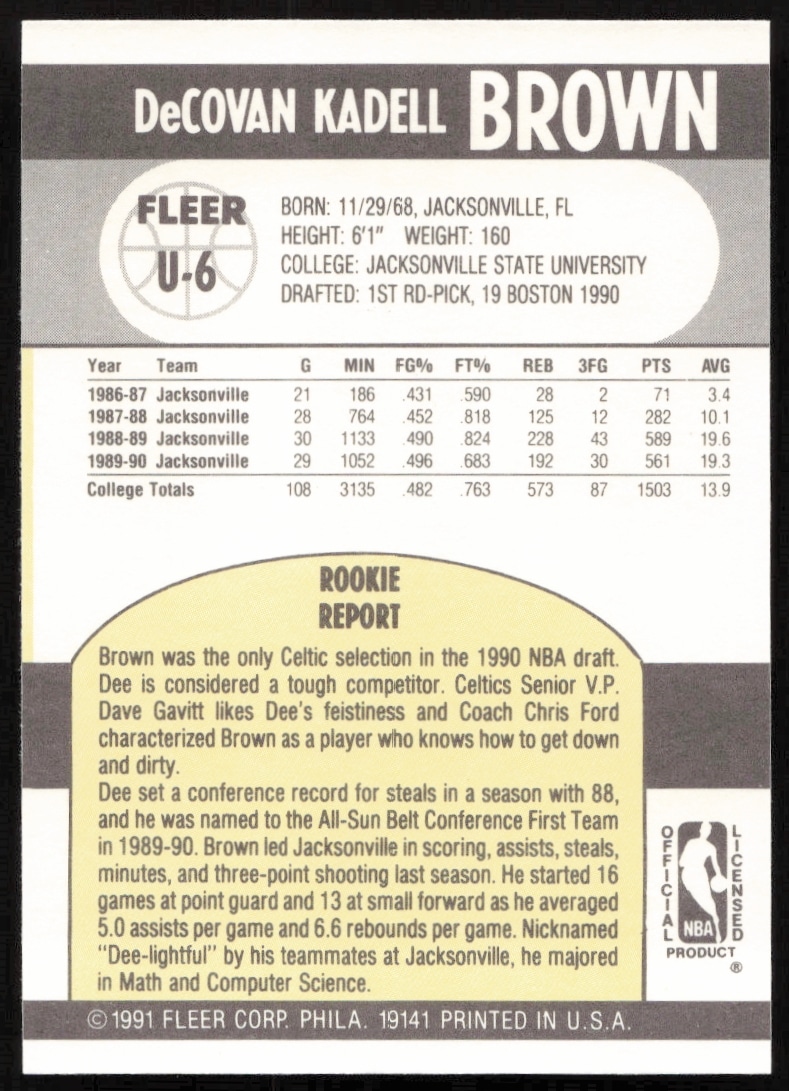 DeCOVAN KADELL BROWN
FLEER
U-6
BORN: 11/29/68, JACKSONVILLE, FL
HEIGHT: 6'1" WEIGHT: 160
COLLEGE: JACKSONVILLE STATE UNIVERSITY
DRAFTED: 1ST RD-PICK, 19 BOSTON 1990
Year Team G MIN FG% FT% REB 3FG PTS AVG
1986-87 Jacksonville 21 186 .431 .590 28 2 71 3.4
1987-88 Jacksonville 28 764 .452 .818 125 12 282 10.1
1988-89 Jacksonville 30 1133 .490 .824 228 43 589 19.6
1989-90 Jacksonville 29 1052 .496 .683 192 30 561 19.3
College Totals 108 3135 .482 .763 573 87 1503 13.9
ROOKIE
REPORT
Brown was the only Celtic selection in the 1990 NBA draft.
Dee is considered a tough competitor. Celtics Senior V.P.
Dave Gavitt likes Dee's feistiness and Coach Chris Ford
characterized Brown as a player who knows how to get down
and dirty.
Dee set a conference record for steals in a season with 88,
and he was named to the All-Sun Belt Conference First Team
in 1989-90. Brown led Jacksonville in scoring, assists, steals,
minutes, and three-point shooting last season. He started 16
games at point guard and 13 at small forward as he averaged
5.0 assists per game and 6.6 rebounds per game. Nicknamed
"Dee-lightful" by his teammates at Jacksonville, he majored
in Math and Computer Science.
OFFICIAL
NBA
LICENSED
PRODUCT
®
© 1991 FLEER CORP. PHILA. 19141 PRINTED IN U.S.A.